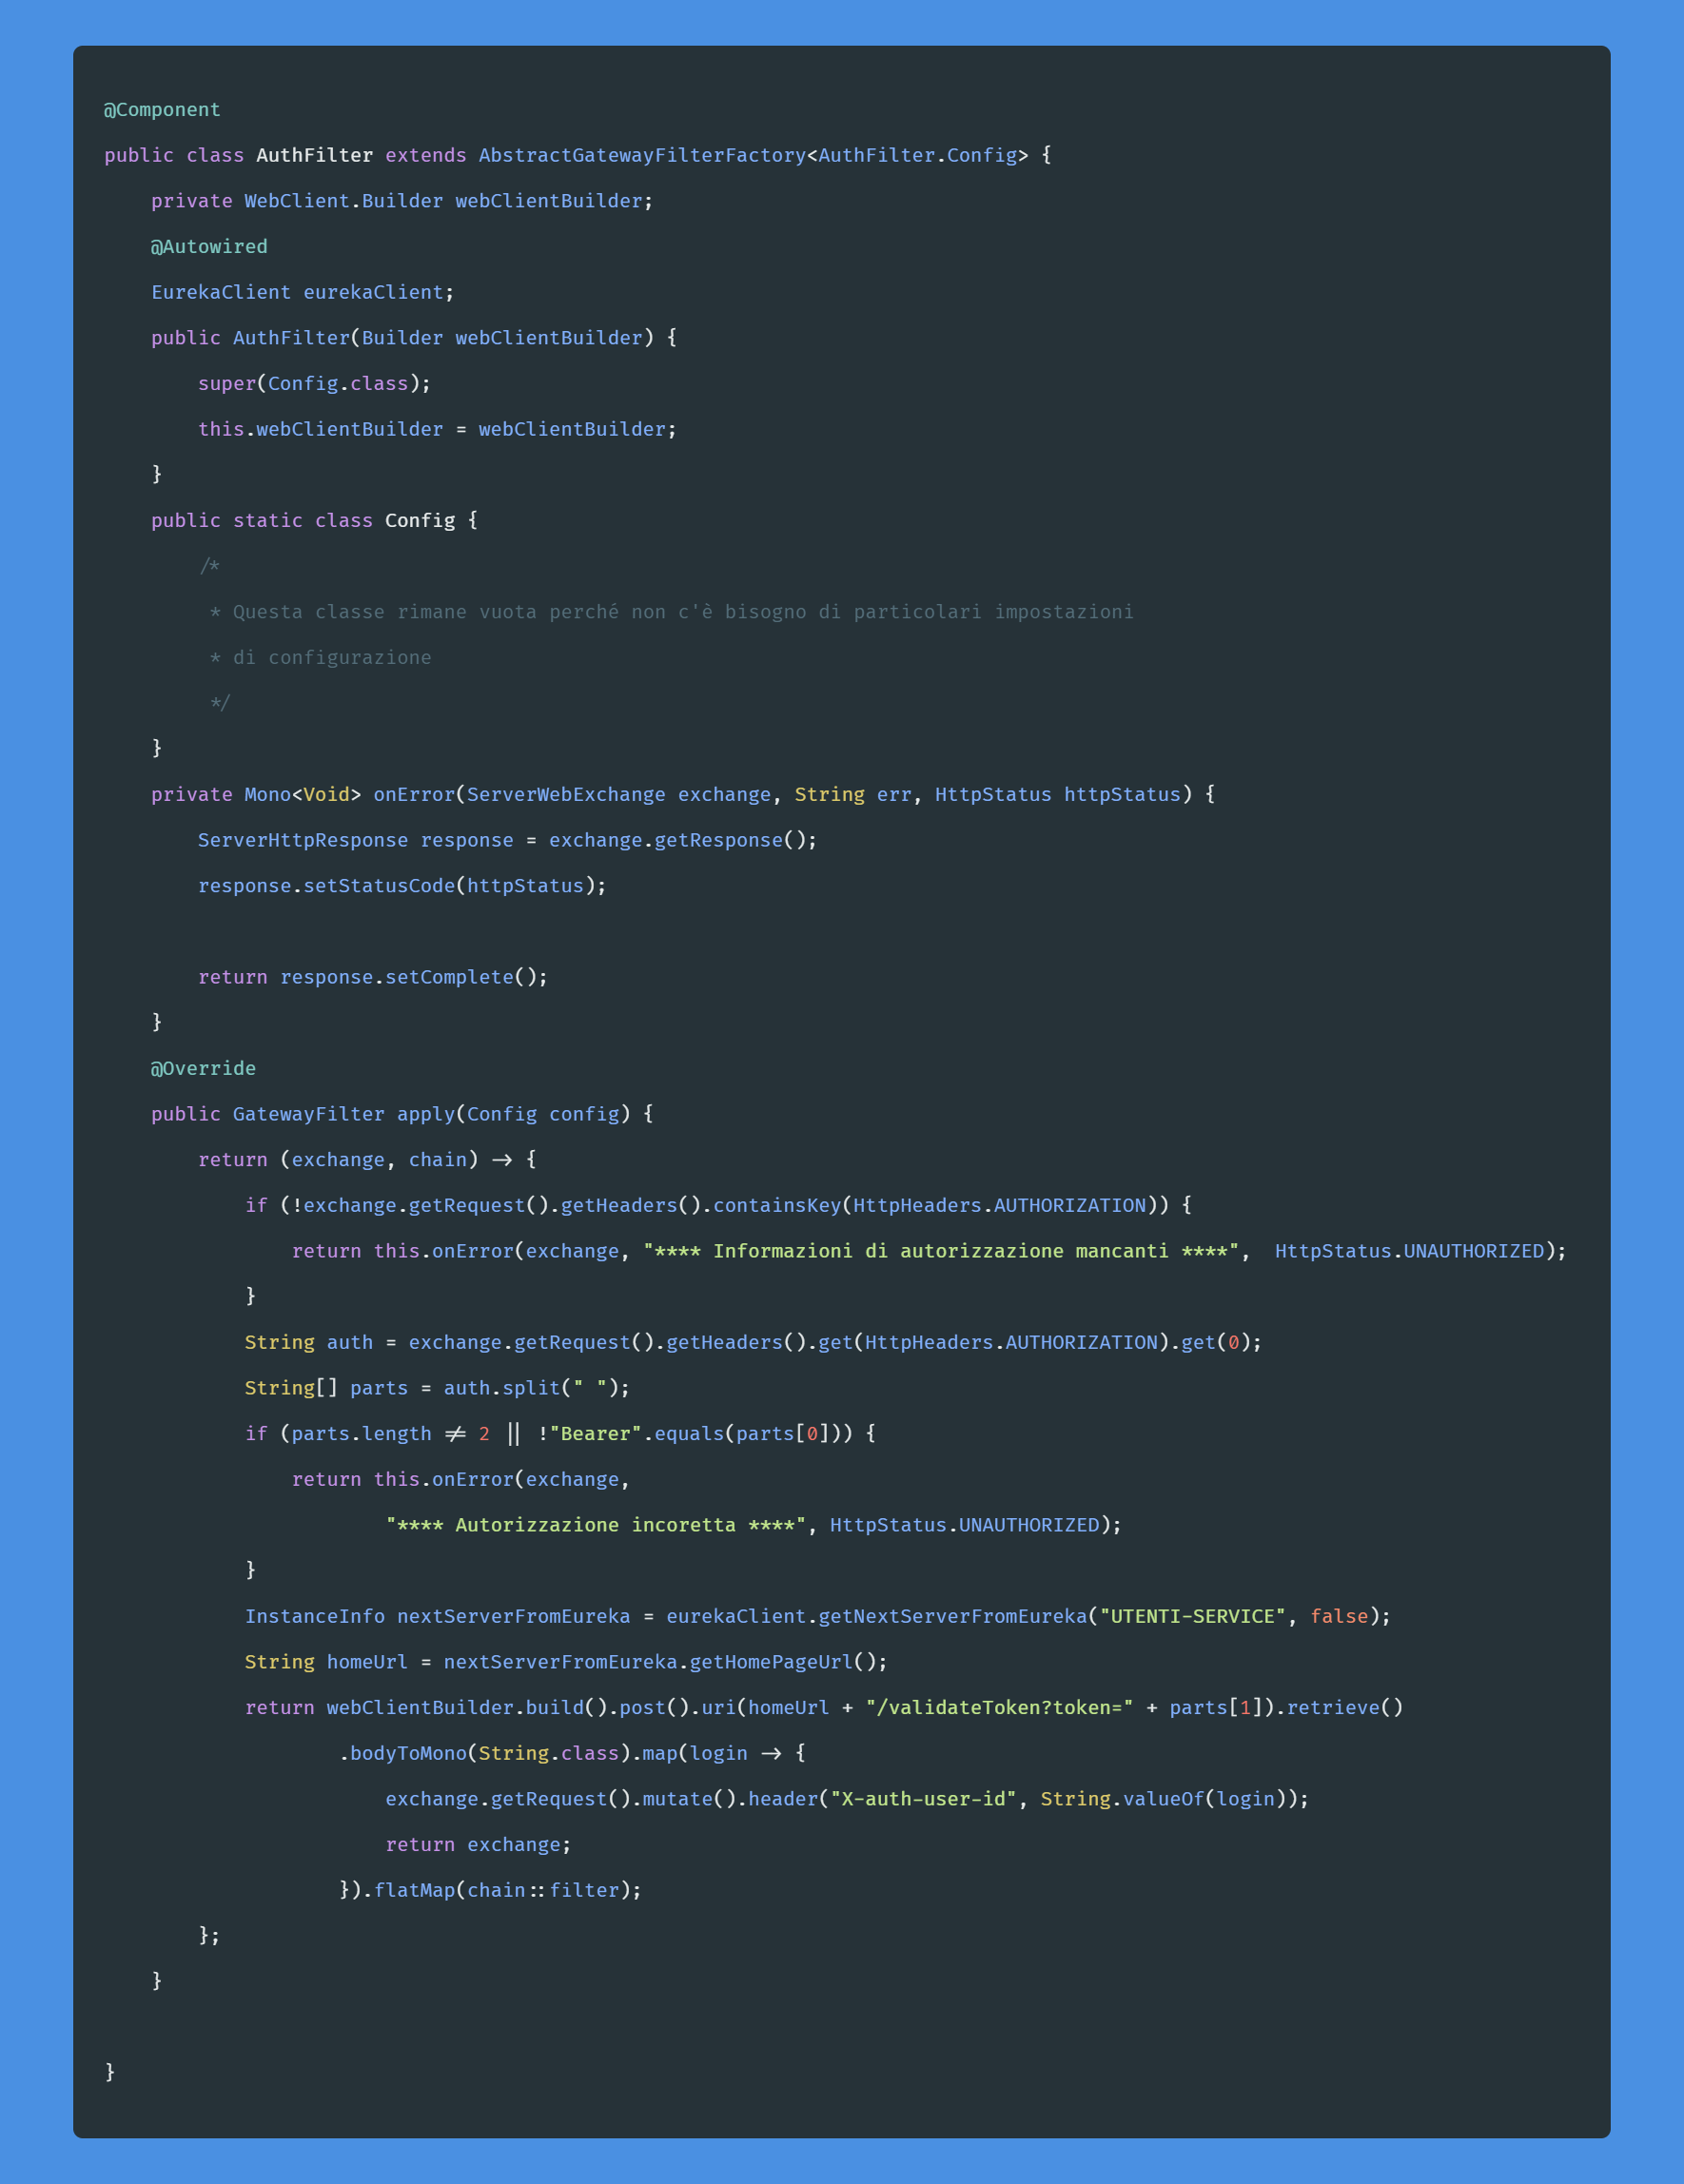 @Component
public class AuthFilter extends AbstractGatewayFilterFactory<AuthFilter.Config> {
    private WebClient.Builder webClientBuilder;
    @Autowired
    EurekaClient eurekaClient;
    public AuthFilter(Builder webClientBuilder) {
        super(Config.class);
        this.webClientBuilder = webClientBuilder;
    }
    public static class Config {
        /*
         * Questa classe rimane vuota perché non c'è bisogno di particolari impostazioni
         * di configurazione
         */
    }
    private Mono<Void> onError(ServerWebExchange exchange, String err, HttpStatus httpStatus) {
        ServerHttpResponse response = exchange.getResponse();
        response.setStatusCode(httpStatus);

        return response.setComplete();
    }
    @Override
    public GatewayFilter apply(Config config) {
        return (exchange, chain) -> {
            if (!exchange.getRequest().getHeaders().containsKey(HttpHeaders.AUTHORIZATION)) {
                return this.onError(exchange, "**** Informazioni di autorizzazione mancanti ****",  HttpStatus.UNAUTHORIZED);
            }
            String auth = exchange.getRequest().getHeaders().get(HttpHeaders.AUTHORIZATION).get(0);
            String[] parts = auth.split(" ");
            if (parts.length != 2 || !"Bearer".equals(parts[0])) {
                return this.onError(exchange,
                        "**** Autorizzazione incoretta ****", HttpStatus.UNAUTHORIZED);
            }
            InstanceInfo nextServerFromEureka = eurekaClient.getNextServerFromEureka("UTENTI-SERVICE", false);
            String homeUrl = nextServerFromEureka.getHomePageUrl();
            return webClientBuilder.build().post().uri(homeUrl + "/validateToken?token=" + parts[1]).retrieve()
                    .bodyToMono(String.class).map(login -> {
                        exchange.getRequest().mutate().header("X-auth-user-id", String.valueOf(login));
                        return exchange;
                    }).flatMap(chain::filter);
        };
    }

}